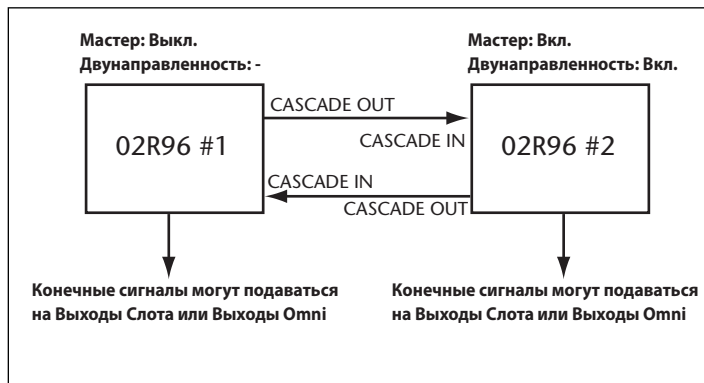 Мастер: Выкл.
Двунаправленность: -
Мастер: Вкл.
Двунаправленность: Вкл.
02R96 #1
CASCADE OUT
CASCADE IN
CASCADE IN
CASCADE OUT
02R96 #2
Конечные сигналы могут подаваться
на Выходы Слота или Выходы Omni
Конечные сигналы могут подаваться
на Выходы Слота или Выходы Omni